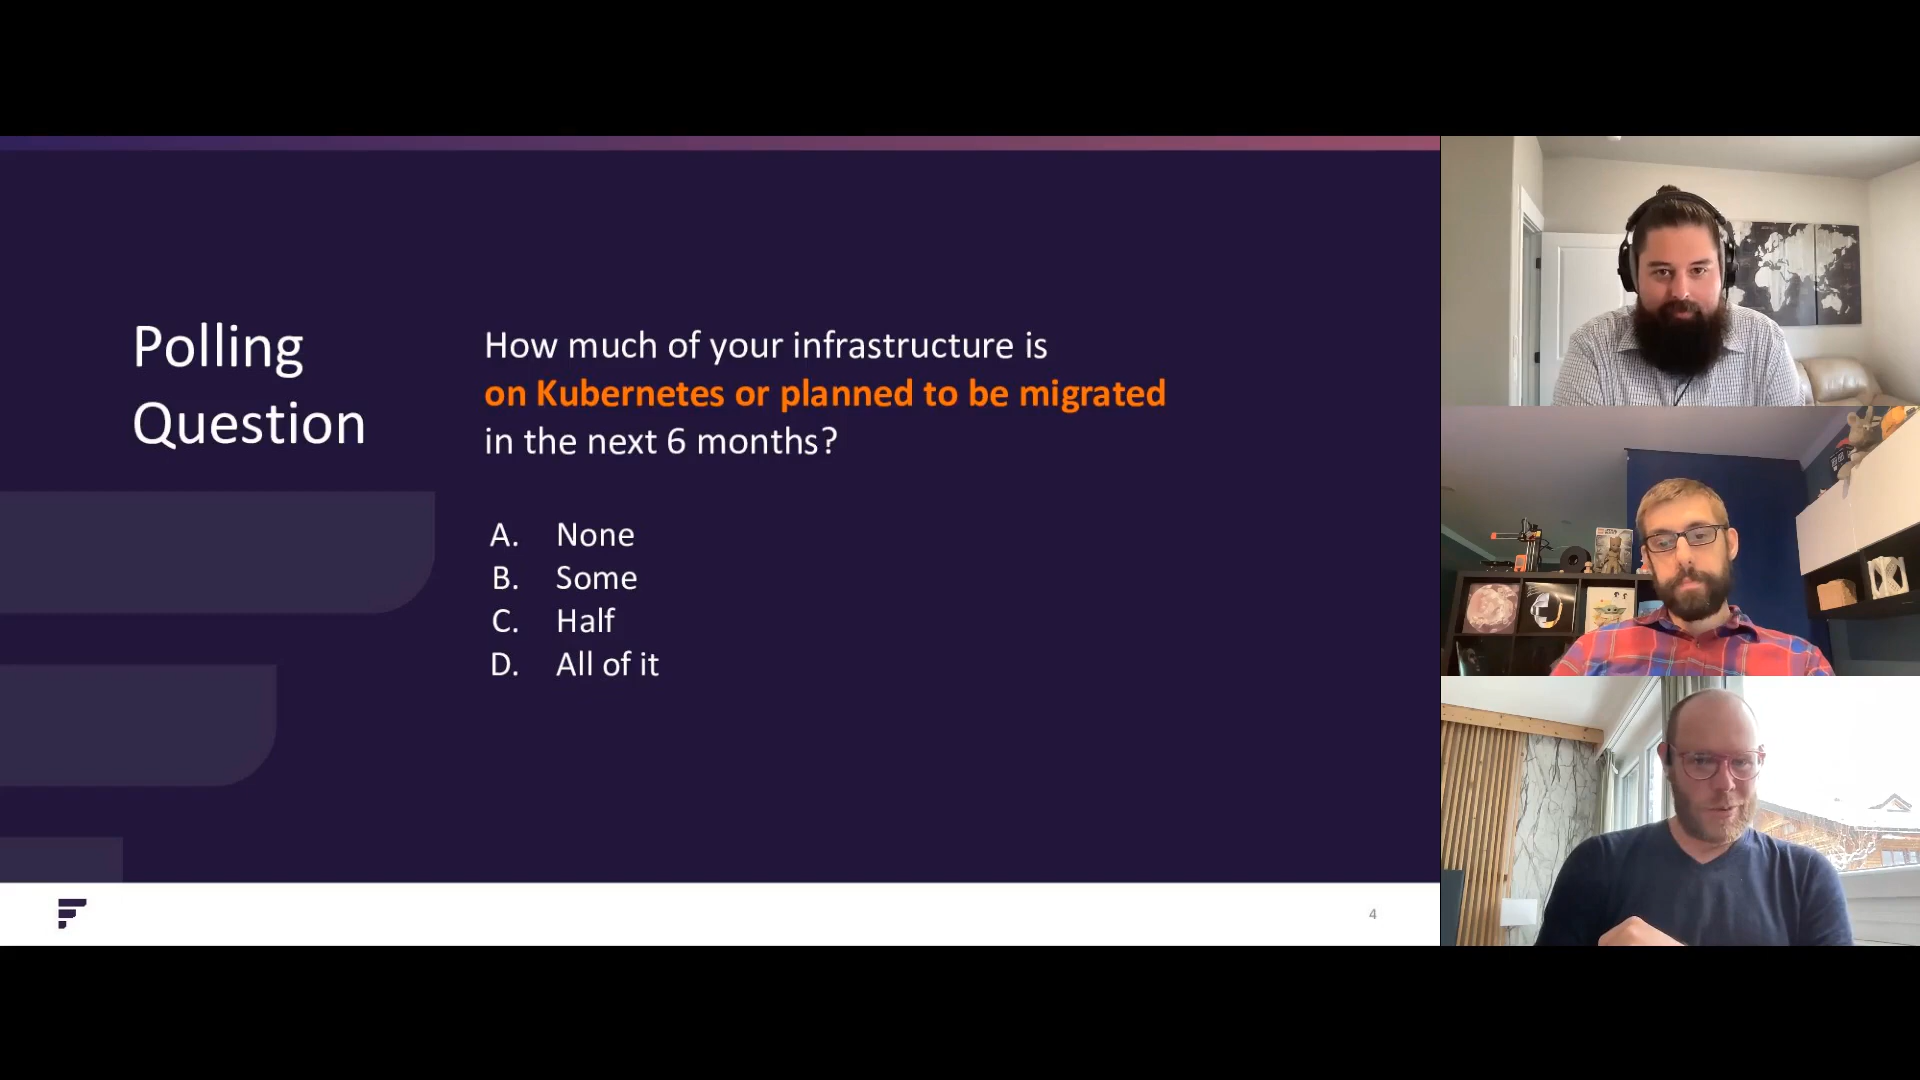 Polling
Question
How much of your infrastructure is
on Kubernetes or planned to be migrated
in the next 6 months?
A. None
B. Some
C. Half
D. All of it
4